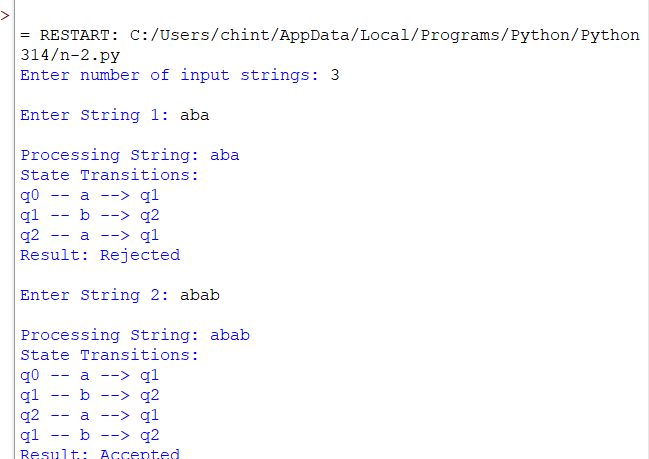 >
= RESTART: C:/Users/chint/AppData/Local/Programs/Python/Python
314/n-2.py
Enter number of input strings: 3
Enter String 1: aba
Processing String: aba
State Transitions:
q0 -- a --> q1
q1 -- b --> q2
q2 -- a --> q1
Result: Rejected
Enter String 2: abab
Processing String: abab
State Transitions:
q0 -- a --> q1
q1 -- b --> q2
q2 -- a --> q1
q1 -- b --> q2
Result: Accepted